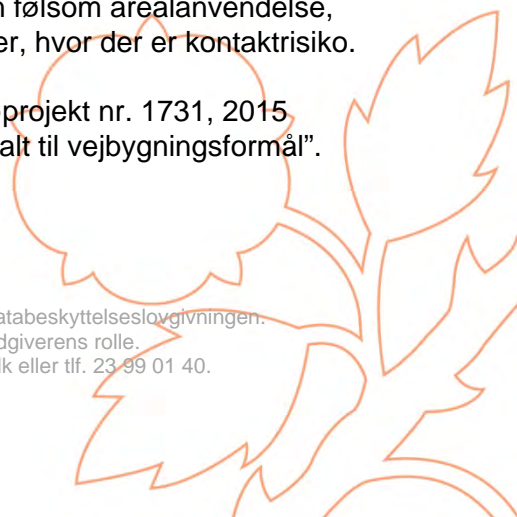 følsom arealanvendelse,
er, hvor der er kontaktrisiko.
projekt nr. 1731, 2015
alt til vejbygningsformål”.
atabeskyttelseslovgivningen.
dgiverens rolle.
lk eller tlf. 23 99 01 40.